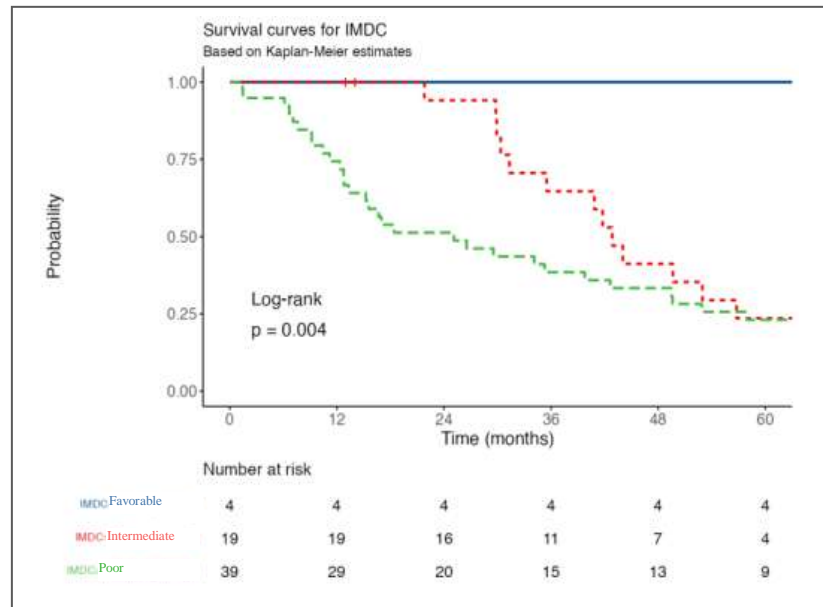 Survival curves for IMDC
Based on Kaplan-Meier estimates
1.00
0.75
0.50
0.25
0.00
Probability
Log-rank
p = 0.004
0 12 24 36 48 60
Time (months)
Number at risk
IMDC: Favorable 4 4 4 4 4 4
IMDC: Intermediate 19 19 16 11 7 4
IMDC: Poor 39 29 20 15 13 9